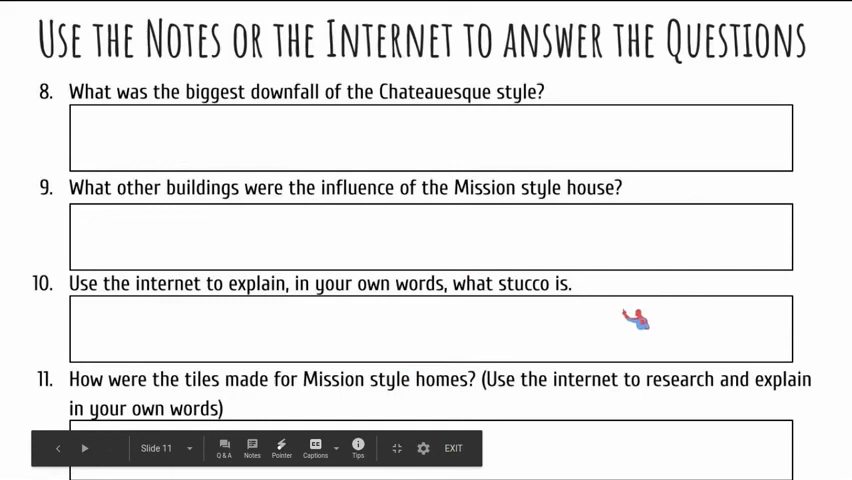 USE THE NOTES OR THE INTERNET TO ANSWER THE QUESTIONS
8. What was the biggest downfall of the Chateauesque style?
9. What other buildings were the influence of the Mission style house?
10. Use the internet to explain, in your own words, what stucco is.
11. How were the tiles made for Mission style homes? (Use the internet to research and explain
in your own words)
Slide 11
Q & A Notes Pointer Captions Tips EXIT